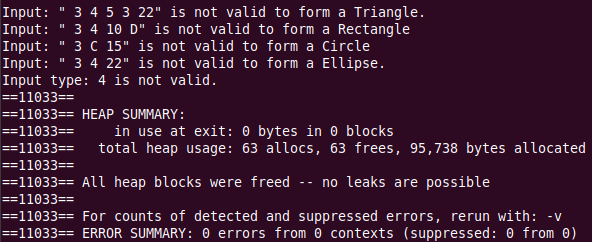 Input: " 3 4 5 3 22" is not valid to form a Triangle.
Input: " 3 4 10 D" is not valid to form a Rectangle
Input: " 3 C 15" is not valid to form a Circle
Input: " 3 4 22" is not valid to form a Ellipse.
Input type: 4 is not valid.
==11033==
==11033== HEAP SUMMARY:
==11033==     in use at exit: 0 bytes in 0 blocks
==11033==   total heap usage: 63 allocs, 63 frees, 95,738 bytes allocated
==11033==
==11033== All heap blocks were freed -- no leaks are possible
==11033==
==11033== For counts of detected and suppressed errors, rerun with: -v
==11033== ERROR SUMMARY: 0 errors from 0 contexts (suppressed: 0 from 0)